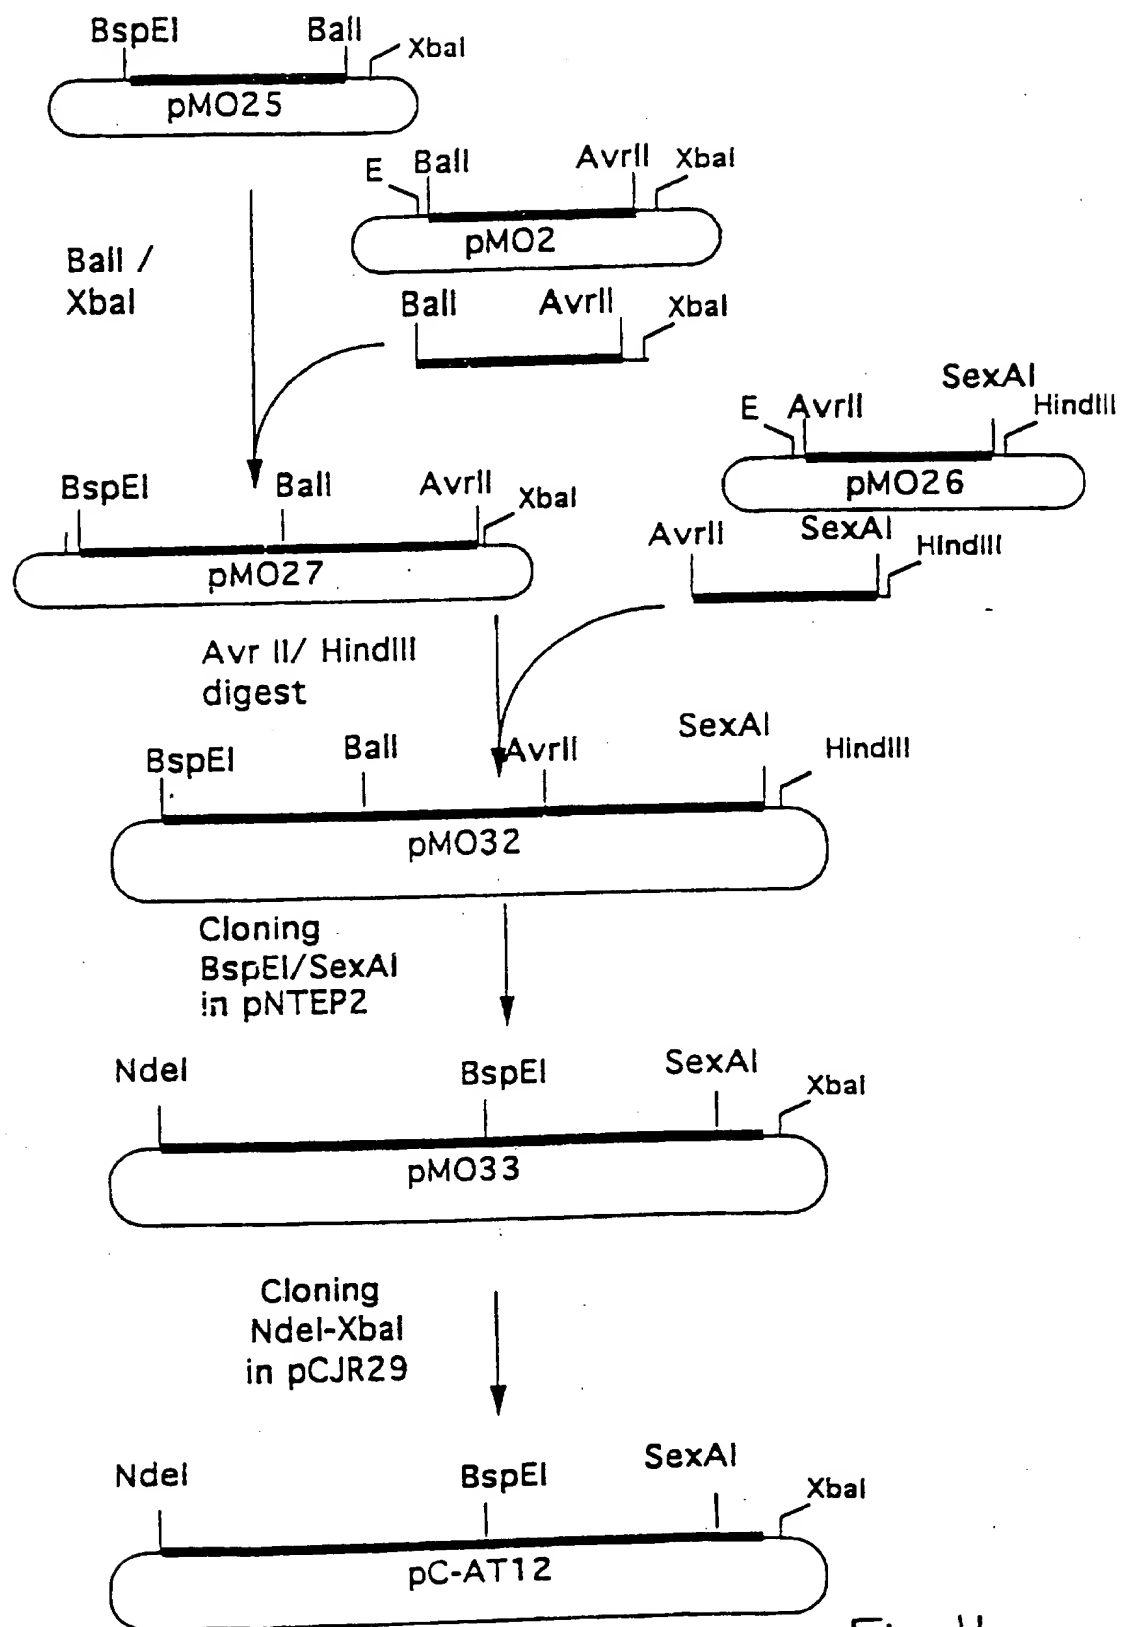 BspEI BalI XbaI
pMO25
E BalI AvrII XbaI
pMO2
BalI /
XbaI
BalI AvrII XbaI
SexAI
E AvrII HindIII
pMO26
BspEI BalI AvrII XbaI
pMO27
AvrII SexAI HindIII
Avr II/ HindIII
digest
BspEI BalI AvrII SexAI HindIII
pMO32
Cloning
BspEI/SexAI
in pNTEP2
NdeI BspEI SexAI XbaI
pMO33
Cloning
NdeI-XbaI
in pCJR29
NdeI BspEI SexAI XbaI
pC-AT12